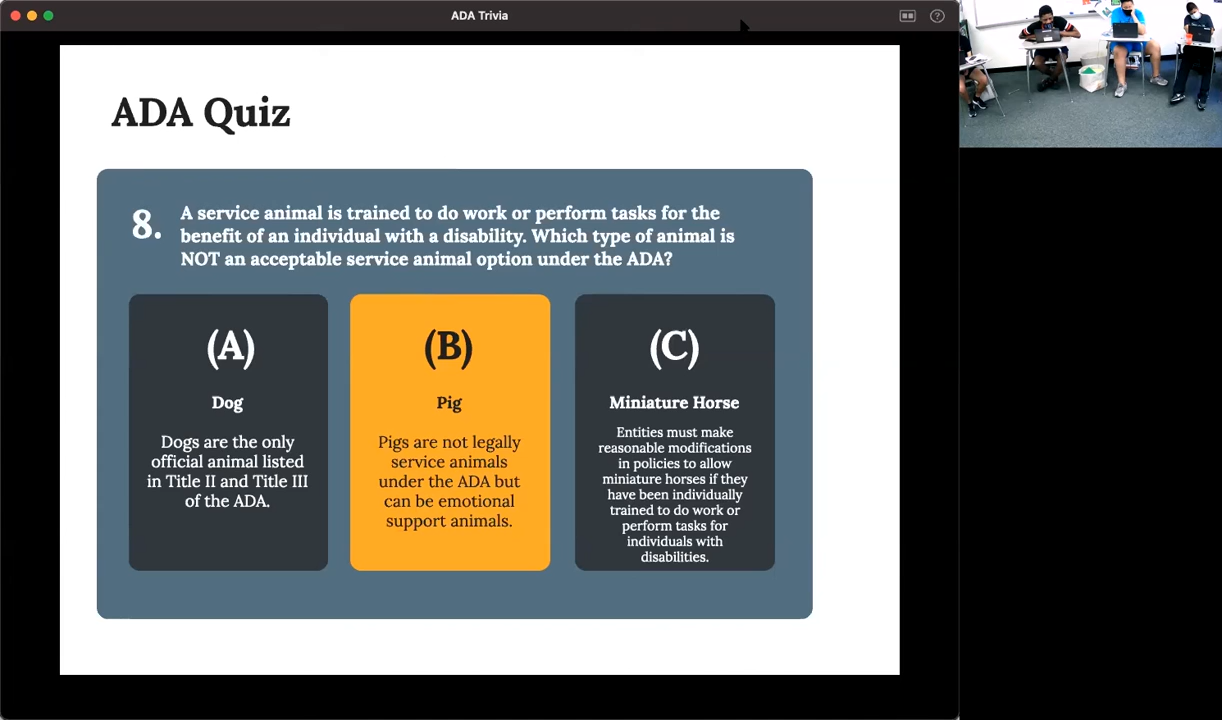 ADA Trivia
ADA Quiz
8.
A service animal is trained to do work or perform tasks for the
benefit of an individual with a disability. Which type of animal is
NOT an acceptable service animal option under the ADA?
(A)
Dog
Dogs are the only
official animal listed
in Title II and Title III
of the ADA.
(B)
Pig
Pigs are not legally
service animals
under the ADA but
can be emotional
support animals.
(C)
Miniature Horse
Entities must make
reasonable modifications
in policies to allow
miniature horses if they
have been individually
trained to do work or
perform tasks for
individuals with
disabilities.